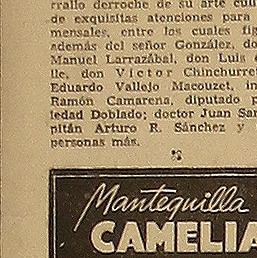 rrallo derroche de su arte culi
de exquisitas atenciones para
mensales, entre los cuales fig
además del señor González, do
Manuel Larrazábal, don Luis
lle, don Victor Chinchurret
Eduardo Vallejo Macouzet, in
Ramón Camarena, diputado p
iedad Doblado; doctor Juan Sar
pitán Arturo R. Sánchez y
personas más.
Mantequilla
CAMELIA